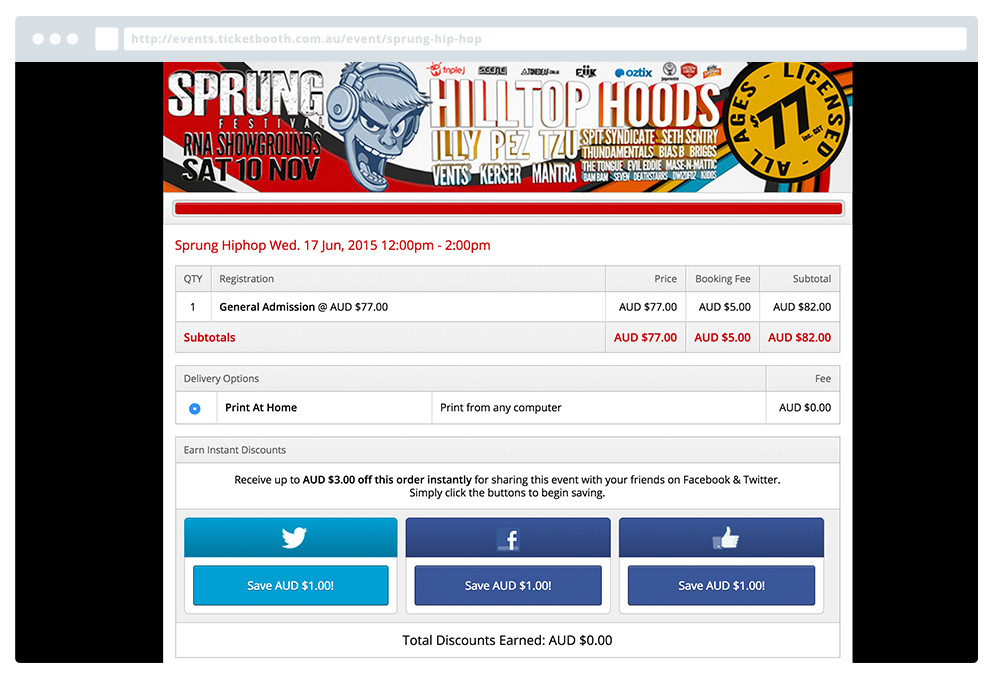 http://events.ticketbooth.com.au/event/sprung-hip-hop
SPRUNG
FESTIVAL
RNA SHOWGROUNDS
SAT 10 NOV
triple j SCENE TONEDEAF.COM.AU oztix
HILLTOP HOODS
ILLY PEZ TZU
SPIT SYNDICATE SETH SENTRY
THUNDAMENTALS BIAS B BRIGGS
VENTS KERSER MANTRA
THE TONGUE EVIL EDDIE MASE-N-MATTIC
BAM BAM SEVEN DEATHSTARRS DWIZOFOZ KUDOS
ALL AGES - LICENSED -
$77
INC. GST
Sprung Hiphop Wed. 17 Jun, 2015 12:00pm - 2:00pm
QTY Registration Price Booking Fee Subtotal
1 General Admission @ AUD $77.00 AUD $77.00 AUD $5.00 AUD $82.00
Subtotals AUD $77.00 AUD $5.00 AUD $82.00
Delivery Options Fee
Print At Home Print from any computer AUD $0.00
Earn Instant Discounts
Receive up to AUD $3.00 off this order instantly for sharing this event with your friends on Facebook & Twitter.
Simply click the buttons to begin saving.
f
Save AUD $1.00! Save AUD $1.00! Save AUD $1.00!
Total Discounts Earned: AUD $0.00